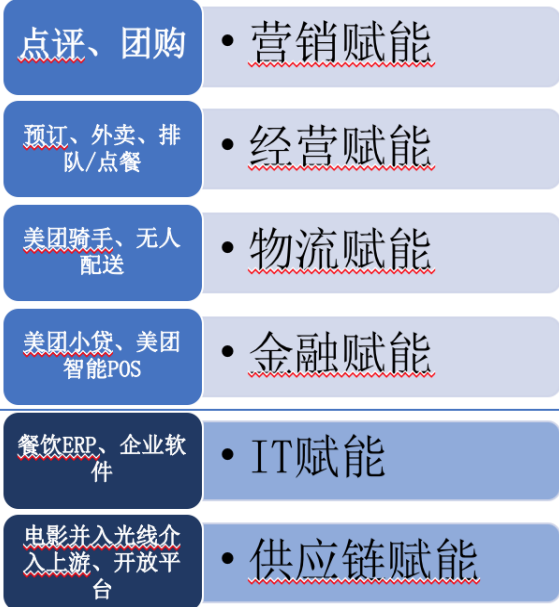 点评、团购
• 营销赋能
预订、外卖、排
队/点餐
• 经营赋能
美团骑手、无人
配送
• 物流赋能
美团小贷、美团
智能POS
• 金融赋能
餐饮ERP、企业软
件
• IT赋能
电影并入光线介
入上游、开放平
台
• 供应链赋能